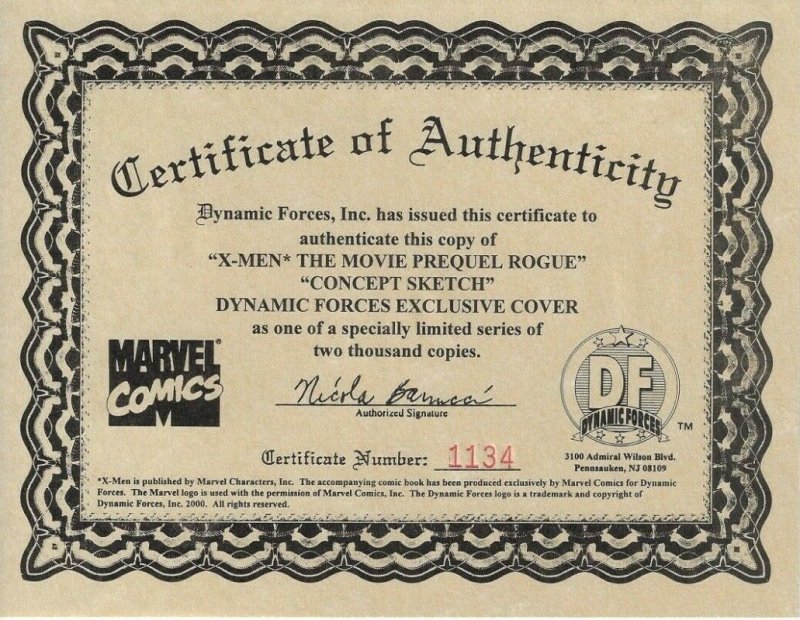 Certificate of Authenticity
Dynamic Forces, Inc. has issued this certificate to
authenticate this copy of
“X-MEN* THE MOVIE PREQUEL ROGUE”
“CONCEPT SKETCH”
DYNAMIC FORCES EXCLUSIVE COVER
as one of a specially limited series of
two thousand copies.
MARVEL®
COMICS
M
DF
DYNAMIC FORCES
TM
Authorized Signature
Certificate Number: 1134
3100 Admiral Wilson Blvd.
Pennsauken, NJ 08109
*X-Men is published by Marvel Characters, Inc. The accompanying comic book has been produced exclusively by Marvel Comics for Dynamic
Forces. The Marvel logo is used with the permission of Marvel Comics, Inc. The Dynamic Forces logo is a trademark and copyright of
Dynamic Forces, Inc. 2000. All rights reserved.